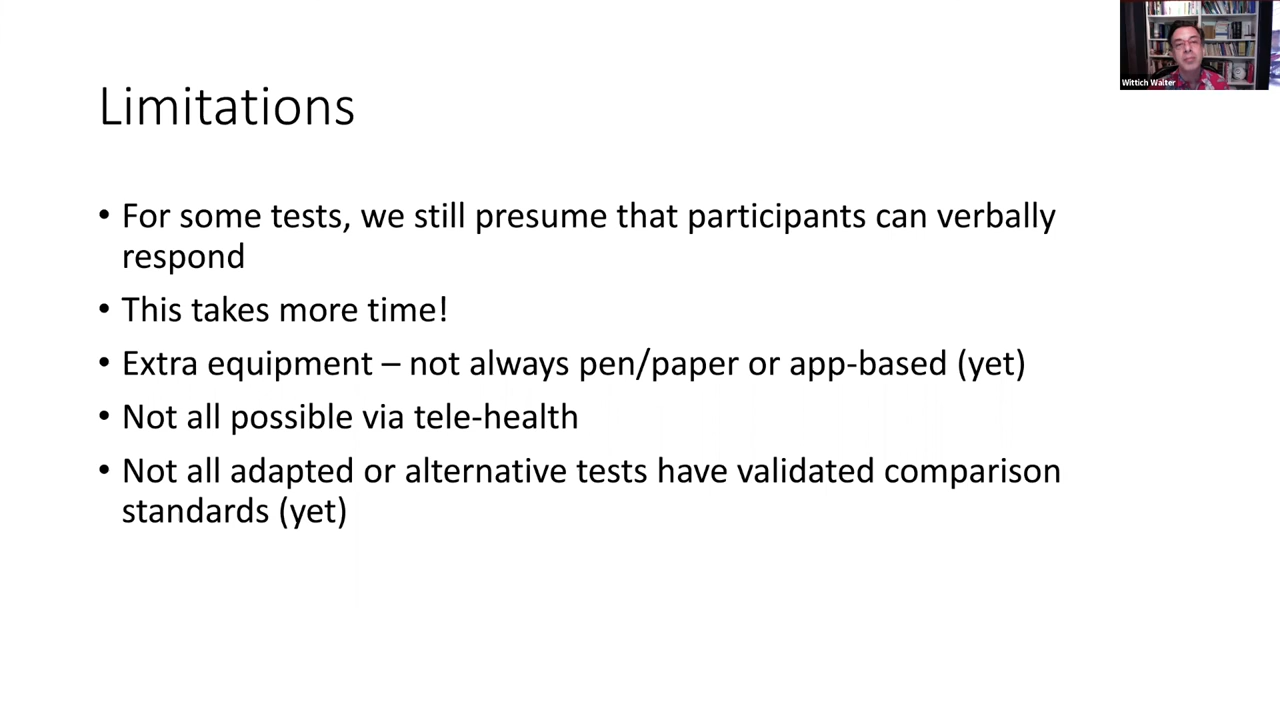 Wittich Walter
Limitations
• For some tests, we still presume that participants can verbally
respond
• This takes more time!
• Extra equipment – not always pen/paper or app-based (yet)
• Not all possible via tele-health
• Not all adapted or alternative tests have validated comparison
standards (yet)